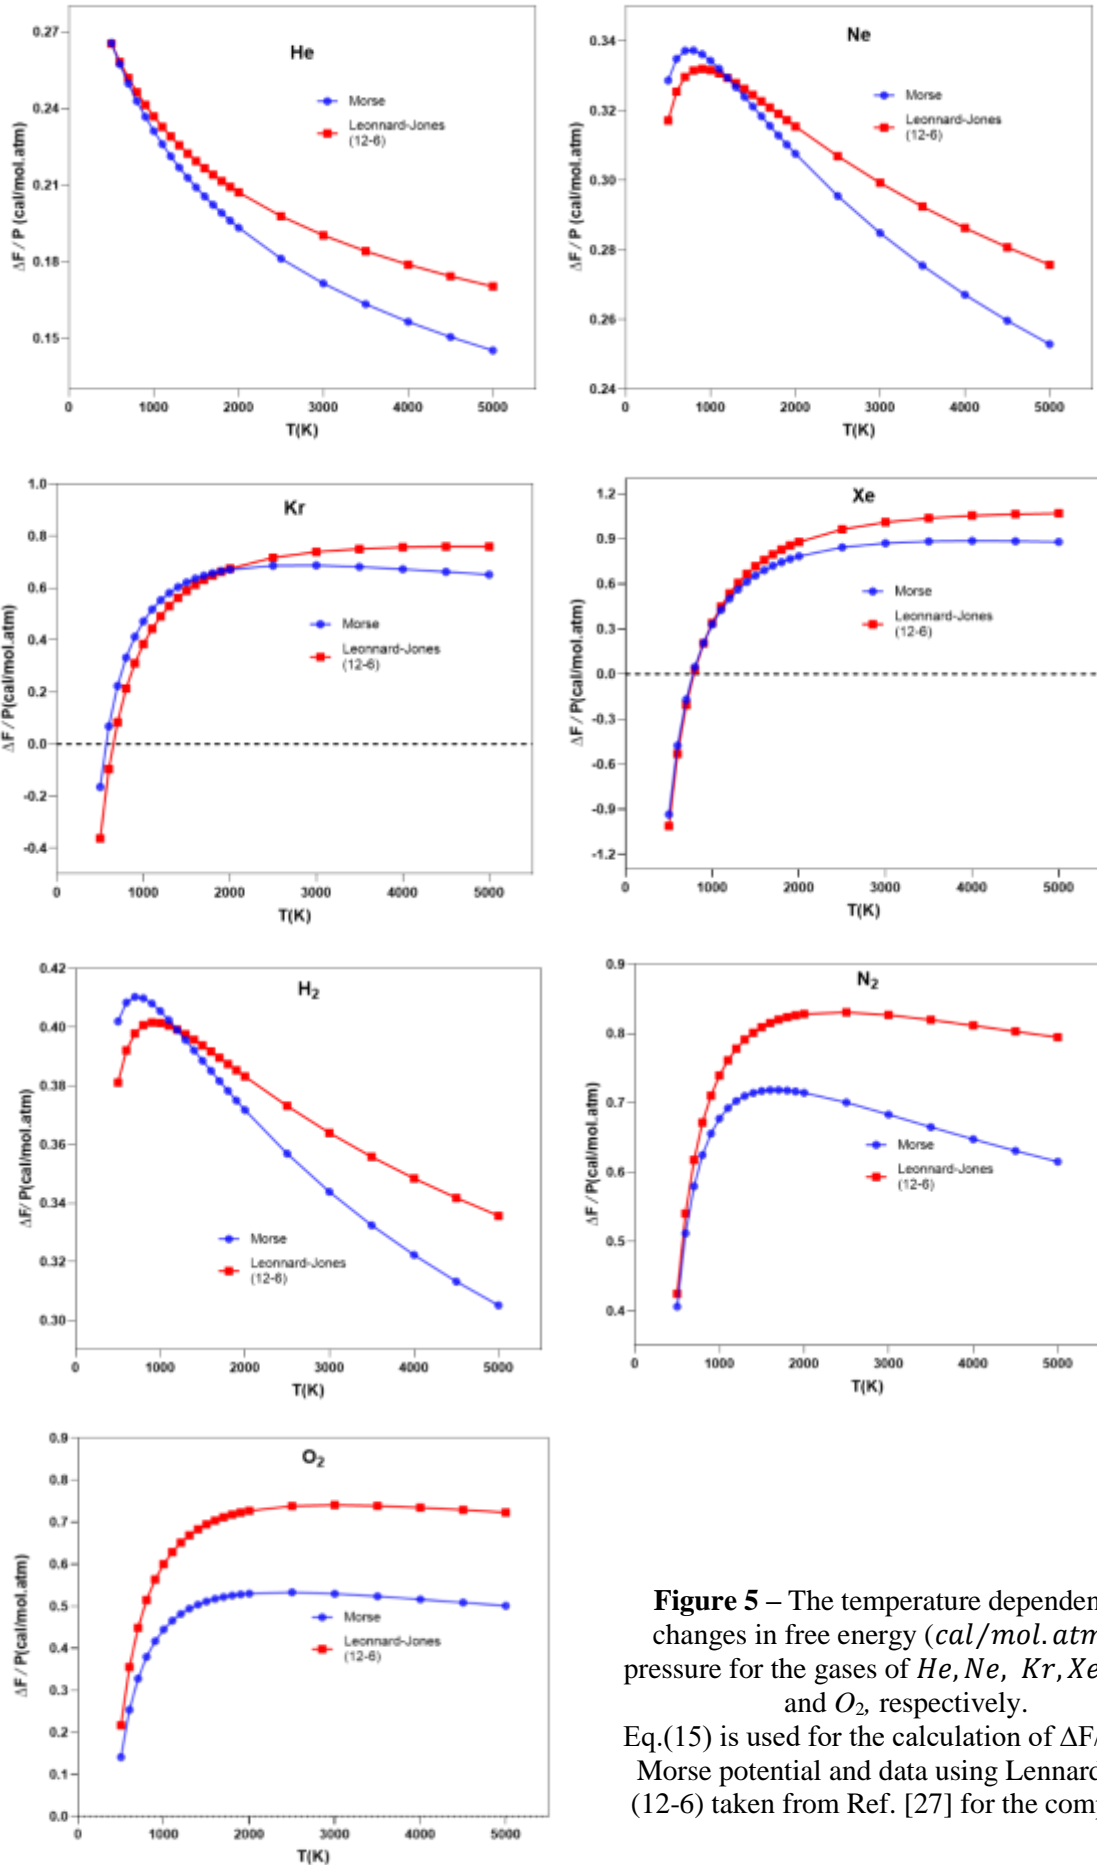 He
0.27
0.24
0.21
0.18
0.15
ΔF / P (cal/mol.atm)
Morse
Leonnard-Jones
(12-6)
0 1000 2000 3000 4000 5000
T(K)
Ne
0.34
0.32
0.30
0.28
0.26
0.24
ΔF / P (cal/mol.atm)
Morse
Leonnard-Jones
(12-6)
0 1000 2000 3000 4000 5000
T(K)
Kr
1.0
0.8
0.6
0.4
0.2
0.0
-0.2
-0.4
ΔF / P(cal/mol.atm)
Morse
Leonnard-Jones
(12-6)
0 1000 2000 3000 4000 5000
T(K)
Xe
1.2
0.9
0.6
0.3
0.0
-0.3
-0.6
-0.9
-1.2
ΔF / P(cal/mol.atm)
Morse
Leonnard-Jones
(12-6)
0 1000 2000 3000 4000 5000
T(K)
H2
0.42
0.40
0.38
0.36
0.34
0.32
0.30
ΔF/ P(cal/mol.atm)
Morse
Leonnard-Jones
(12-6)
0 1000 2000 3000 4000 5000
T(K)
N2
0.9
0.8
0.7
0.6
0.5
0.4
ΔF / P(cal/mol.atm)
Morse
Leonnard-Jones
(12-6)
0 1000 2000 3000 4000 5000
T(K)
O2
0.9
0.8
0.7
0.6
0.5
0.4
0.3
0.2
0.1
0.0
ΔF / P(cal/mol.atm)
Morse
Leonnard-Jones
(12-6)
0 1000 2000 3000 4000 5000
T(K)
Figure 5 – The temperature dependen
changes in free energy (cal/mol.atm
pressure for the gases of He, Ne, Kr, Xe
and O2, respectively.
Eq.(15) is used for the calculation of ΔF/
Morse potential and data using Lennard
(12-6) taken from Ref. [27] for the comp